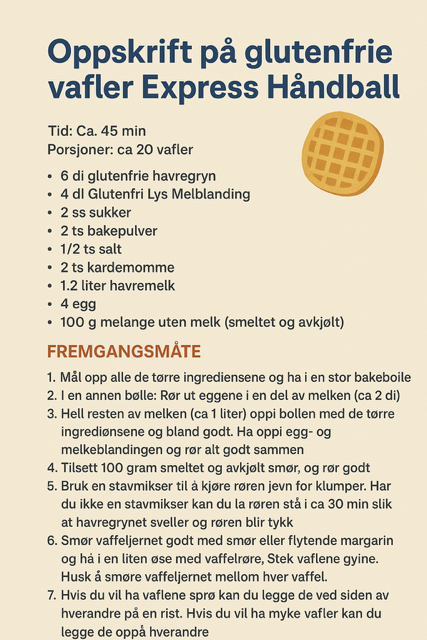 Oppskrift på glutenfrie
vafler Express Håndball
Tid: Ca. 45 min
Porsjoner: ca 20 vafler
• 6 di glutenfrie havregryn
• 4 dl Glutenfri Lys Melblanding
• 2 ss sukker
• 2 ts bakepulver
• 1/2 ts salt
• 2 ts kardemomme
• 1.2 liter havremelk
• 4 egg
• 100 g melange uten melk (smeltet og avkjølt)
FREMGANGSMÅTE
1. Mål opp alle de tørre ingrediensene og ha i en stor bakeboile
2. I en annen bølle: Rør ut eggene i en del av melken (ca 2 di)
3. Hell resten av melken (ca 1 liter) oppi bollen med de tørre
ingrediønsene og bland godt. Ha oppi egg- og
melkeblandingen og rør alt godt sammen
4. Tilsett 100 gram smeltet og avkjølt smør, og rør godt
5. Bruk en stavmikser til å kjøre røren jevn for klumper. Har
du ikke en stavmikser kan du la røren stå i ca 30 min slik
at havregrynet sveller og røren blir tykk
6. Smør vaffeljernet godt med smør eller flytende margarin
og há i en liten øse med vaffelrøre, Stek vaflene gyine.
Husk å smøre vaffeljernet mellom hver vaffel.
7. Hvis du vil ha vaflene sprø kan du legge de ved siden av
hverandre på en rist. Hvis du vil ha myke vafler kan du
legge de oppå hverandre